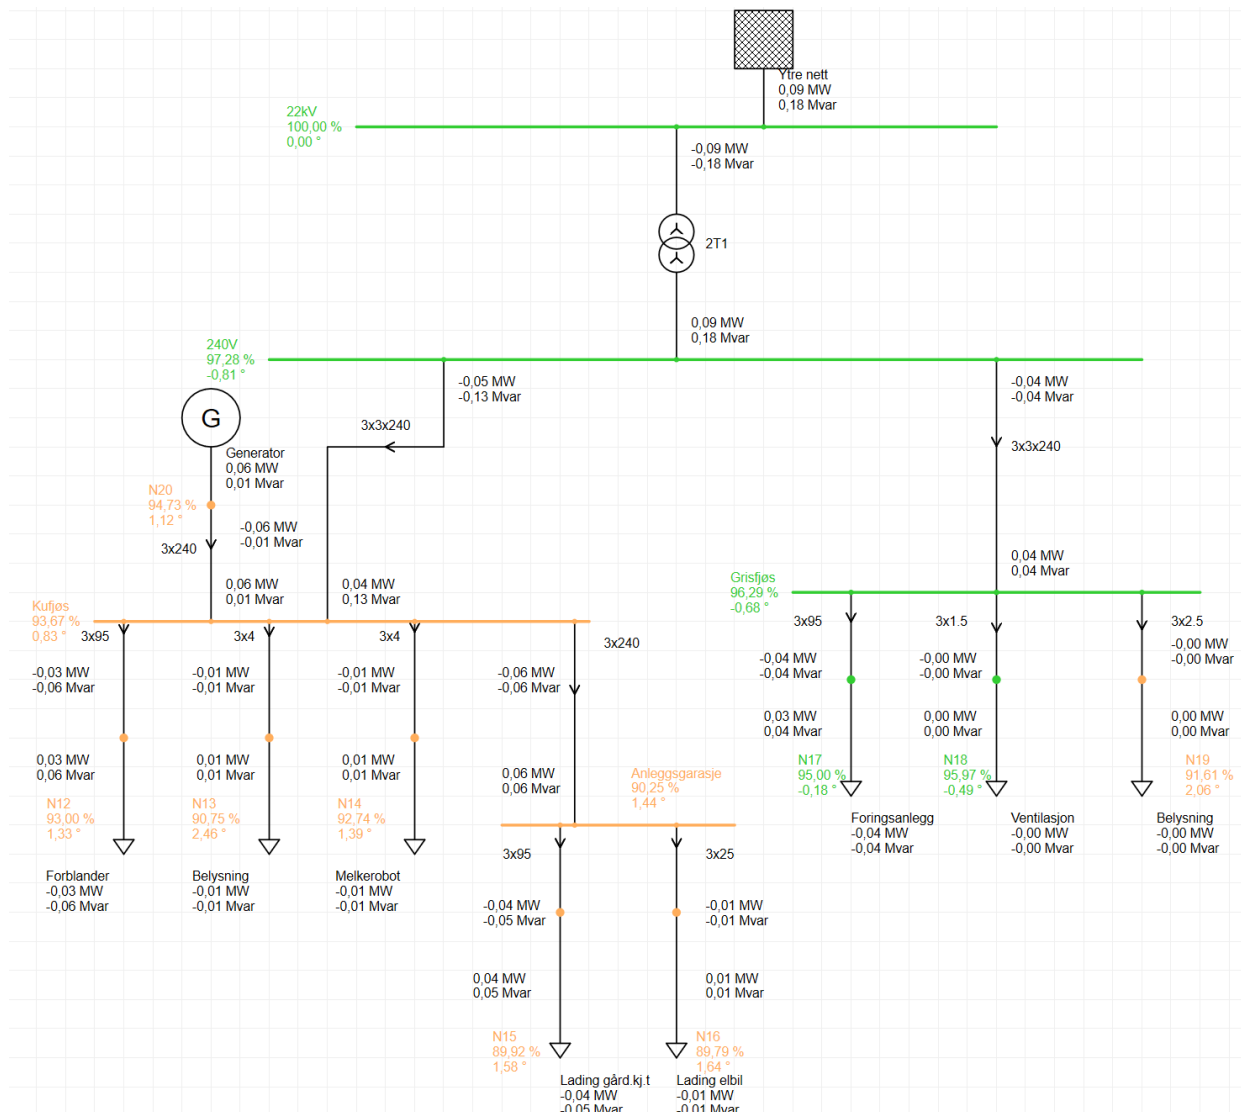 Ytre nett
0,09 MW
0,18 Mvar
22kV
100,00 %
0,00 °
-0,09 MW
-0,18 Mvar
2T1
0,09 MW
0,18 Mvar
240V
97,28 %
-0,81 °
-0,05 MW
-0,13 Mvar
-0,04 MW
-0,04 Mvar
G
3x3x240
3x3x240
Generator
0,06 MW
0,01 Mvar
N20
94,73 %
1,12 °
-0,06 MW
-0,01 Mvar
3x240
0,06 MW
0,01 Mvar
0,04 MW
0,13 Mvar
0,04 MW
0,04 Mvar
Kufjøs
93,67 %
0,83 °
Grisfjøs
96,29 %
-0,68 °
3x95
3x4
3x4
3x240
3x95
3x1.5
3x2.5
-0,03 MW
-0,06 Mvar
-0,01 MW
-0,01 Mvar
-0,01 MW
-0,01 Mvar
-0,06 MW
-0,06 Mvar
-0,04 MW
-0,04 Mvar
-0,00 MW
-0,00 Mvar
-0,00 MW
-0,00 Mvar
0,03 MW
0,06 Mvar
0,01 MW
0,01 Mvar
0,01 MW
0,01 Mvar
0,06 MW
0,06 Mvar
0,03 MW
0,04 Mvar
0,00 MW
0,00 Mvar
0,00 MW
0,00 Mvar
N12
93,00 %
1,33 °
N13
90,75 %
2,46 °
N14
92,74 %
1,39 °
Anleggsgarasje
90,25 %
1,44 °
N17
95,00 %
-0,18 °
N18
95,97 %
-0,49 °
N19
91,61 %
2,06 °
Forblander
-0,03 MW
-0,06 Mvar
Belysning
-0,01 MW
-0,01 Mvar
Melkerobot
-0,01 MW
-0,01 Mvar
Foringsanlegg
-0,04 MW
-0,04 Mvar
Ventilasjon
-0,00 MW
-0,00 Mvar
Belysning
-0,00 MW
-0,00 Mvar
3x95
3x25
-0,04 MW
-0,05 Mvar
-0,01 MW
-0,01 Mvar
0,04 MW
0,05 Mvar
0,01 MW
0,01 Mvar
N15
89,92 %
1,58 °
N16
89,79 %
1,64 °
Lading gård.kj.t
-0,04 MW
-0,05 Mvar
Lading elbil
-0,01 MW
-0,01 Mvar